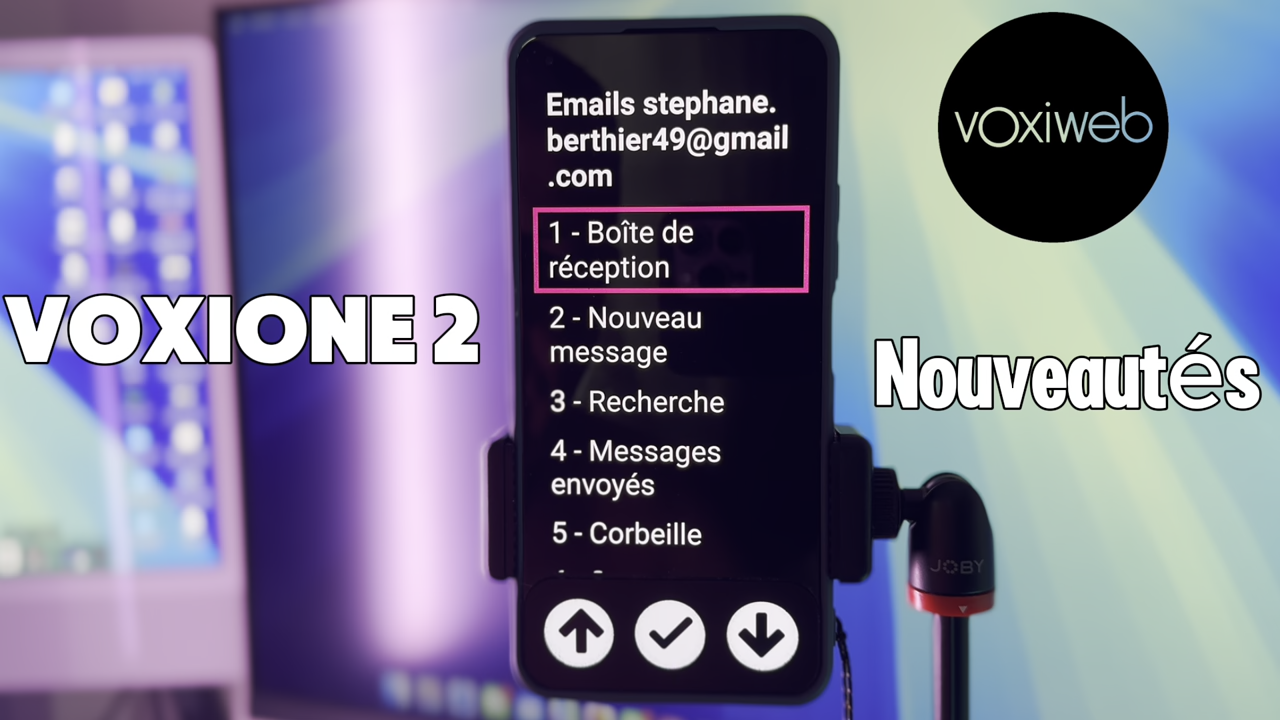 VOXIONE 2
Emails stephane.
berthier49@gmail
.com
1 - Boîte de
réception
2 - Nouveau
message
3 - Recherche
4 - Messages
envoyés
5 - Corbeille
voxiweb
Nouveautés
JOBY